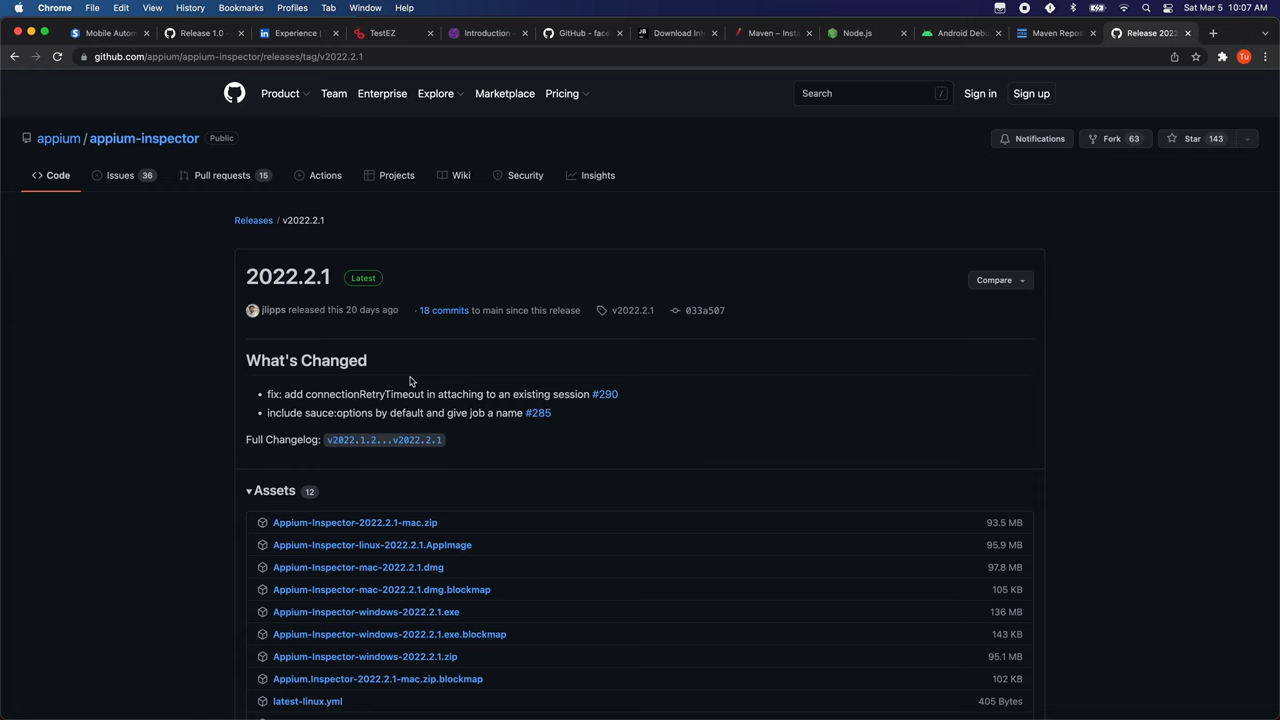 Chrome File Edit View History Bookmarks Profiles Tab Window Help Sat Mar 5 10:07 AM
Mobile Autom Release 1.0 - Experience | T TestEZ Introduction - GitHub - face Download Inte Maven – Insta Node.js Android Debu Maven Repos Release 2022
github.com/appium/appium-inspector/releases/tag/v2022.2.1 Tu
Product Team Enterprise Explore Marketplace Pricing Search / Sign in Sign up
appium / appium-inspector Public Notifications Fork 63 Star 143
<> Code Issues 36 Pull requests 15 Actions Projects Wiki Security Insights
Releases / v2022.2.1
2022.2.1 Latest Compare
jlipps released this 20 days ago · 18 commits to main since this release v2022.2.1 033a507
What's Changed
• fix: add connectionRetryTimeout in attaching to an existing session #290
• include sauce:options by default and give job a name #285
Full Changelog: v2022.1.2...v2022.2.1
Assets 12
Appium-Inspector-2022.2.1-mac.zip 93.5 MB
Appium-Inspector-linux-2022.2.1.AppImage 95.9 MB
Appium-Inspector-mac-2022.2.1.dmg 97.8 MB
Appium-Inspector-mac-2022.2.1.dmg.blockmap 105 KB
Appium-Inspector-windows-2022.2.1.exe 136 MB
Appium-Inspector-windows-2022.2.1.exe.blockmap 143 KB
Appium-Inspector-windows-2022.2.1.zip 95.1 MB
Appium.Inspector-2022.2.1-mac.zip.blockmap 102 KB
latest-linux.yml 405 Bytes